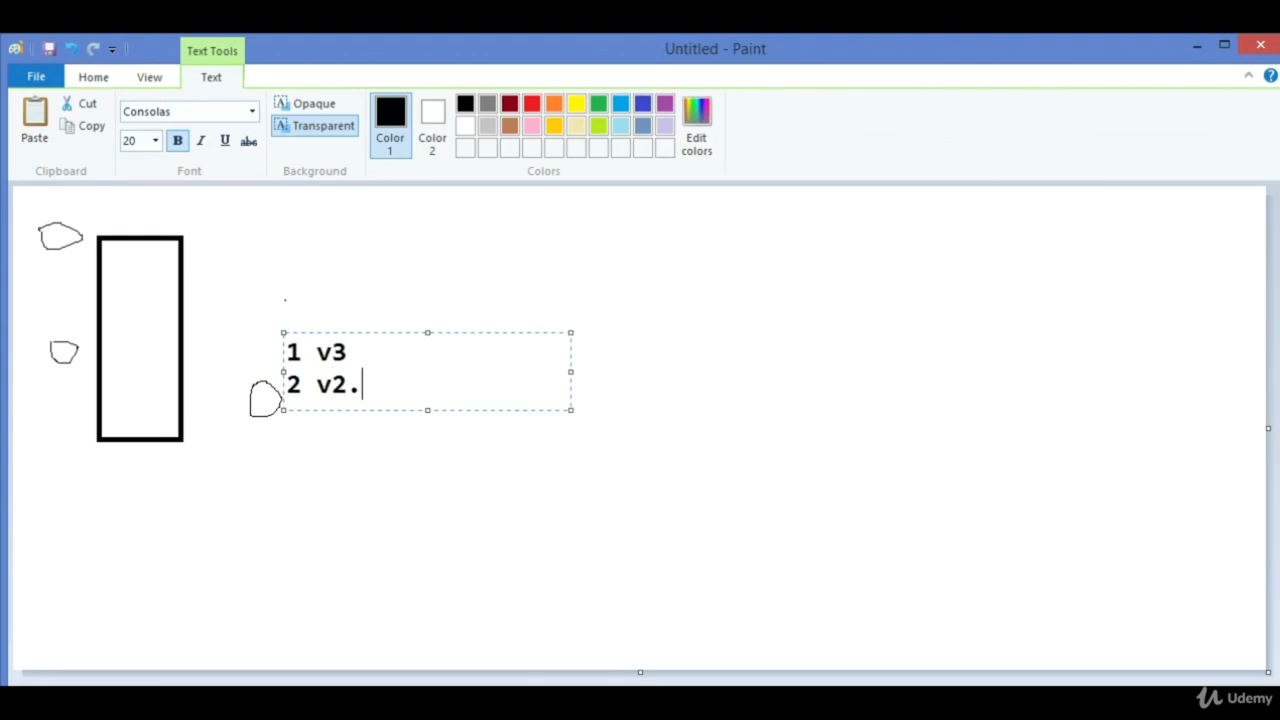 Text Tools
Untitled - Paint
File
Home
View
Text
Paste
Cut
Copy
Clipboard
Consolas
20
B
I
U
abc
Font
Opaque
Transparent
Background
Color
1
Color
2
Edit
colors
Colors
1 v3
2 v2.
Udemy